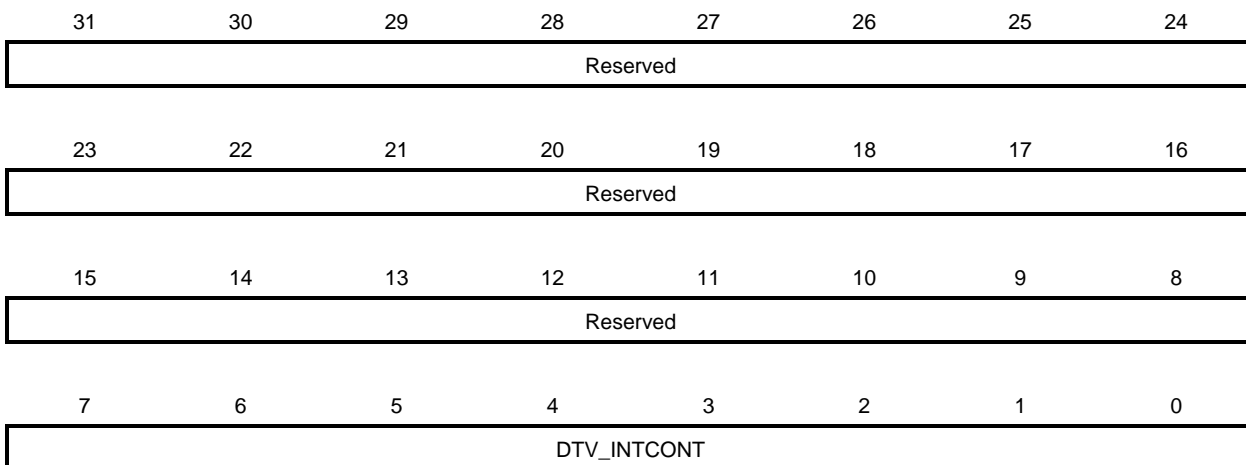 31 30 29 28 27 26 25 24
Reserved
23 22 21 20 19 18 17 16
Reserved
15 14 13 12 11 10 9 8
Reserved
7 6 5 4 3 2 1 0
DTV_INTCONT